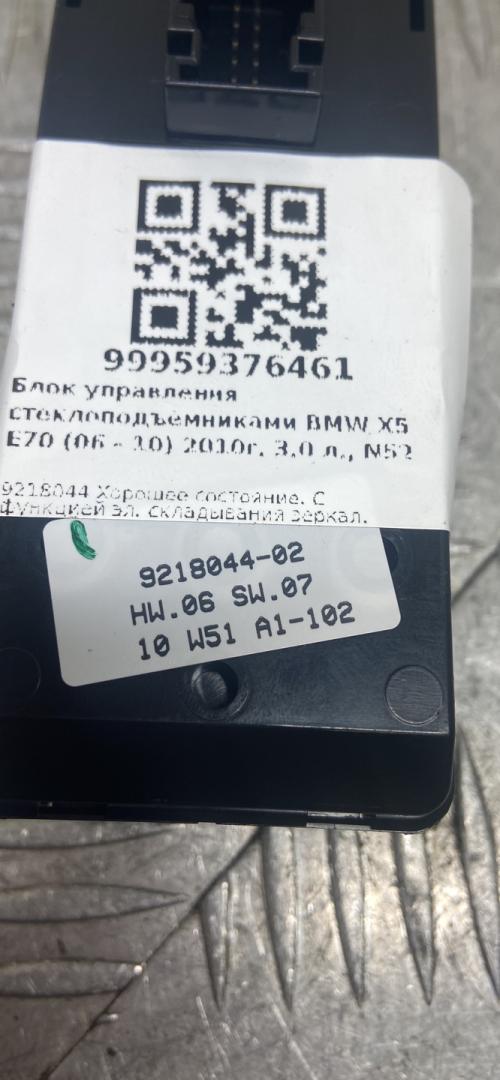 99959376461
Блок управления
стеклоподъемниками BMW X5
E70 (06 - 10) 2010г. 3.0 л., N52
9218044 Хорошее состояние. С
функцией эл. складывания зеркал.
9218044-02
HW.06 SW.07
10 W51 A1-102